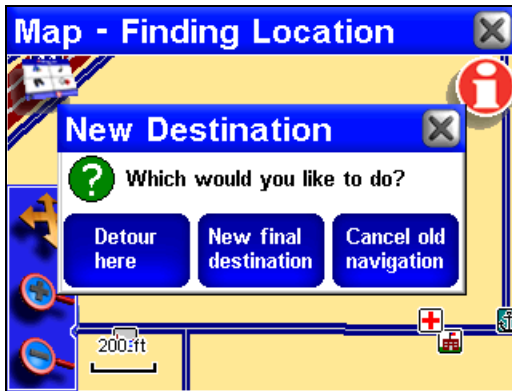 Map - Finding Location
New Destination
Which would you like to do?
Detour here
New final destination
Cancel old navigation
200 ft